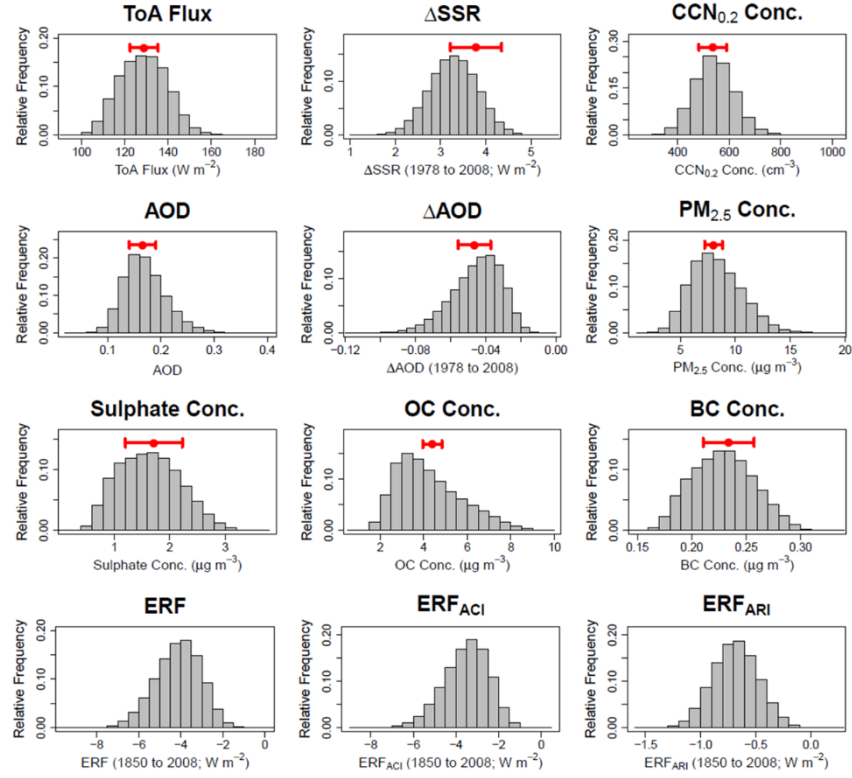 ToA Flux
Relative Frequency
0.00 0.10 0.20
100 120 140 160 180
ToA Flux (W m⁻²)
ΔSSR
Relative Frequency
0.00 0.10
1 2 3 4 5
ΔSSR (1978 to 2008; W m⁻²)
CCN₀.₂ Conc.
Relative Frequency
0.00 0.15 0.30
400 600 800 1000
CCN₀.₂ Conc. (cm⁻³)
AOD
Relative Frequency
0.00 0.10 0.20
0.1 0.2 0.3 0.4
AOD
ΔAOD
Relative Frequency
0.00 0.10
−0.12 −0.08 −0.04 0.00
ΔAOD (1978 to 2008)
PM₂.₅ Conc.
Relative Frequency
0.00 0.10 0.20
5 10 15 20
PM₂.₅ Conc. (µg m⁻³)
Sulphate Conc.
Relative Frequency
0.00 0.10
1 2 3
Sulphate Conc. (µg m⁻³)
OC Conc.
Relative Frequency
0.00 0.10
2 4 6 8 10
OC Conc. (µg m⁻³)
BC Conc.
Relative Frequency
0.00 0.10
0.15 0.20 0.25 0.30
BC Conc. (µg m⁻³)
ERF
Relative Frequency
0.00 0.10 0.20
−8 −6 −4 −2 0
ERF (1850 to 2008; W m⁻²)
ERF_ACI
Relative Frequency
0.00 0.10 0.20
−8 −6 −4 −2 0
ERF_ACI (1850 to 2008; W m⁻²)
ERF_ARI
Relative Frequency
0.00 0.10 0.20
−1.5 −1.0 −0.5 0.0
ERF_ARI (1850 to 2008; W m⁻²)